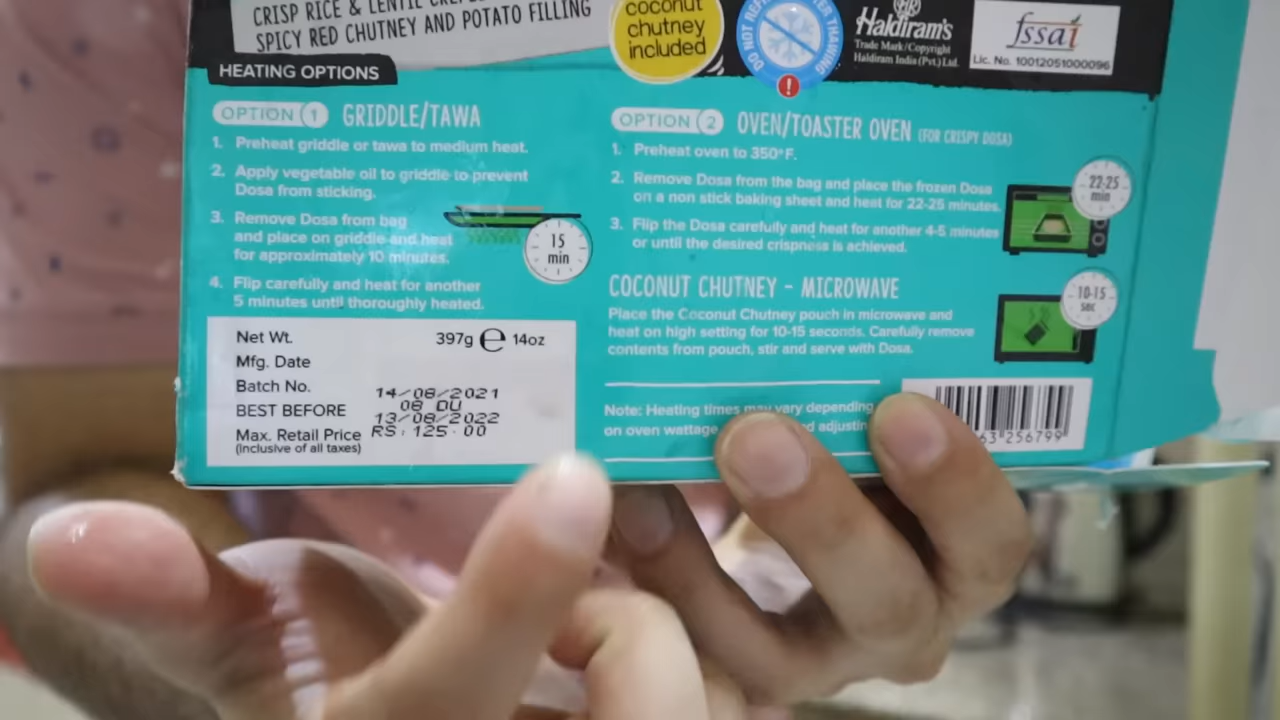 CRISP RICE & LENTIL
SPICY RED CHUTNEY AND POTATO FILLING
coconut
chutney
included
DO NOT THAWING
Haldiram's
Trade Mark/Copyright
Haldiram India (Pvt.) Ltd.
fssai
Lic. No. 10012051000096
HEATING OPTIONS
OPTION 1 GRIDDLE/TAWA
1. Preheat griddle or tawa to medium heat.
2. Apply vegetable oil to griddle to prevent
Dosa from sticking.
3. Remove Dosa from bag
and place on griddle and heat
for approximately 10 minutes.
4. Flip carefully and heat for another
5 minutes until thoroughly heated.
15
min
OPTION 2 OVEN/TOASTER OVEN (FOR CRISPY DOSA)
1. Preheat oven to 350°F.
2. Remove Dosa from the bag and place the frozen Dosa
on a non stick baking sheet and heat for 22-25 minutes.
3. Flip the Dosa carefully and heat for another 4-5 minutes
or until the desired crispness is achieved.
22-25
min
COCONUT CHUTNEY - MICROWAVE
Place the Coconut Chutney pouch in microwave and
heat on high setting for 10-15 seconds. Carefully remove
contents from pouch, stir and serve with Dosa.
10-15
sec
Note: Heating times may vary depending
on oven wattage
Net Wt. 397g e 14oz
Mfg. Date
Batch No. 14/08/2021
BEST BEFORE 08 DU
13/08/2022
Max. Retail Price RS. 125.00
(inclusive of all taxes)
63 256799